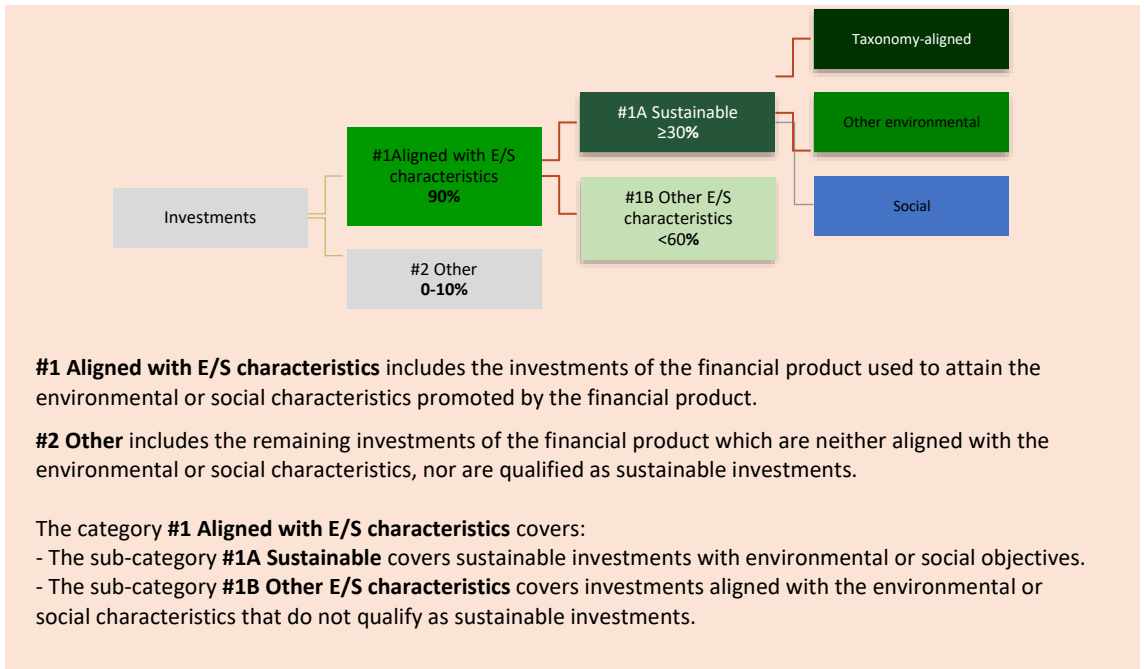 Taxonomy-aligned
#1A Sustainable
≥30%
Other environmental
#1Aligned with E/S
characteristics
90%
#1B Other E/S
characteristics
<60%
Social
Investments
#2 Other
0-10%
#1 Aligned with E/S characteristics includes the investments of the financial product used to attain the
environmental or social characteristics promoted by the financial product.
#2 Other includes the remaining investments of the financial product which are neither aligned with the
environmental or social characteristics, nor are qualified as sustainable investments.
The category #1 Aligned with E/S characteristics covers:
- The sub-category #1A Sustainable covers sustainable investments with environmental or social objectives.
- The sub-category #1B Other E/S characteristics covers investments aligned with the environmental or
social characteristics that do not qualify as sustainable investments.